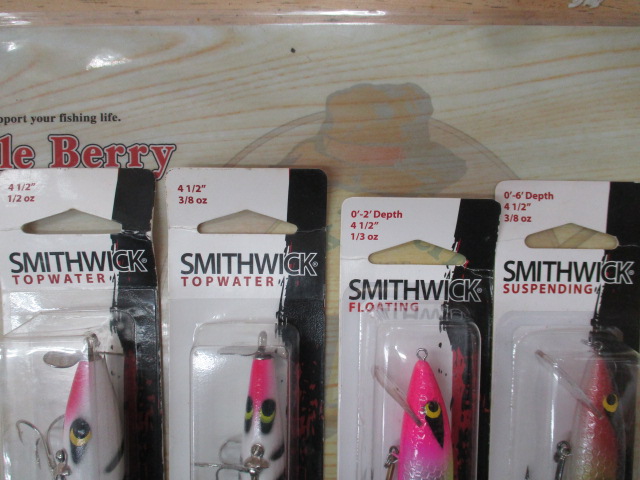 pport your fishing life.
le Berry
4 1/2"
1/2 oz
SMITHWICK®
TOPWATER
4 1/2"
3/8 oz
SMITHWICK®
TOPWATER
0'-2' Depth
4 1/2"
1/3 oz
SMITHWICK®
FLOATING
0'-6' Depth
4 1/2"
3/8 oz
SMITHWICK®
SUSPENDING